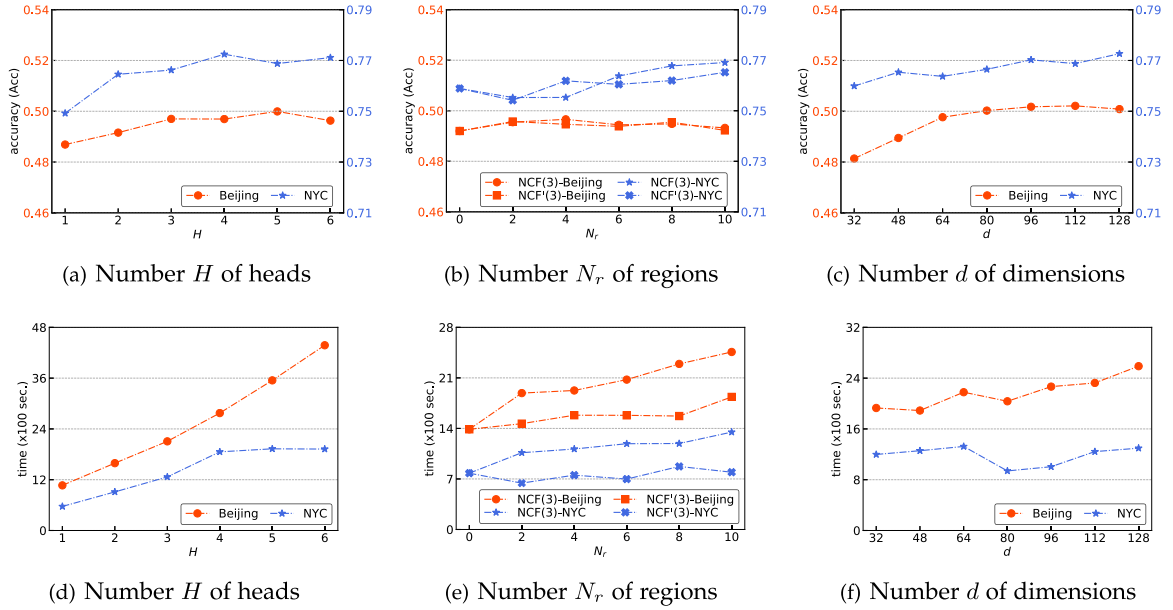 0.54
0.52
0.50
0.48
0.46
accuracy (Acc)
0.79
0.77
0.75
0.73
0.71
Beijing NYC
1 2 3 4 5 6
H
(a) Number H of heads
0.54
0.52
0.50
0.48
0.46
accuracy (Acc)
0.79
0.77
0.75
0.73
0.71
NCF(3)-Beijing NCF(3)-NYC
NCF'(3)-Beijing NCF'(3)-NYC
0 2 4 6 8 10
Nr
(b) Number Nr of regions
0.54
0.52
0.50
0.48
0.46
accuracy (Acc)
0.79
0.77
0.75
0.73
0.71
Beijing NYC
32 48 64 80 96 112 128
d
(c) Number d of dimensions
48
36
24
12
0
time (x100 sec.)
Beijing NYC
1 2 3 4 5 6
H
(d) Number H of heads
28
21
14
7
0
time (x100 sec.)
NCF(3)-Beijing NCF'(3)-Beijing
NCF(3)-NYC NCF'(3)-NYC
0 2 4 6 8 10
Nr
(e) Number Nr of regions
32
24
16
8
0
time (x100 sec.)
Beijing NYC
32 48 64 80 96 112 128
d
(f) Number d of dimensions